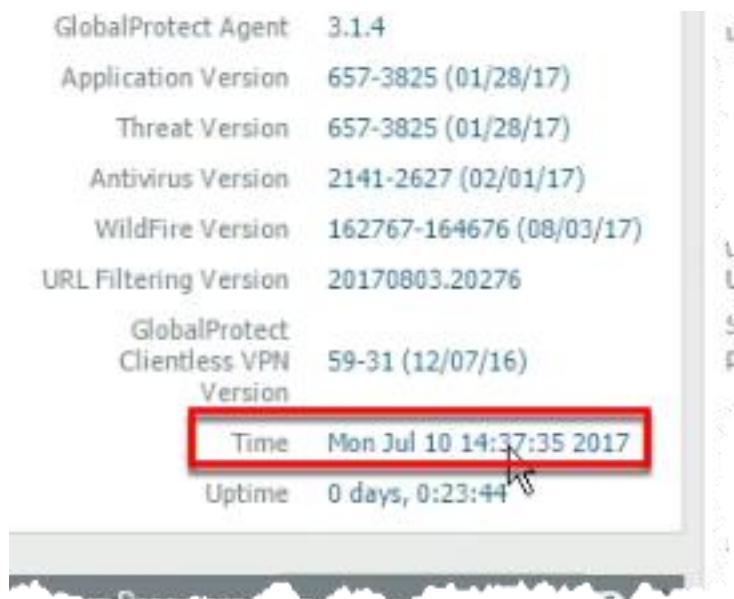 GlobalProtect Agent 3.1.4
Application Version 657-3825 (01/28/17)
Threat Version 657-3825 (01/28/17)
Antivirus Version 2141-2627 (02/01/17)
WildFire Version 162767-164676 (08/03/17)
URL Filtering Version 20170803.20276
GlobalProtect
Clientless VPN 59-31 (12/07/16)
Version
Time Mon Jul 10 14:37:35 2017
Uptime 0 days, 0:23:44